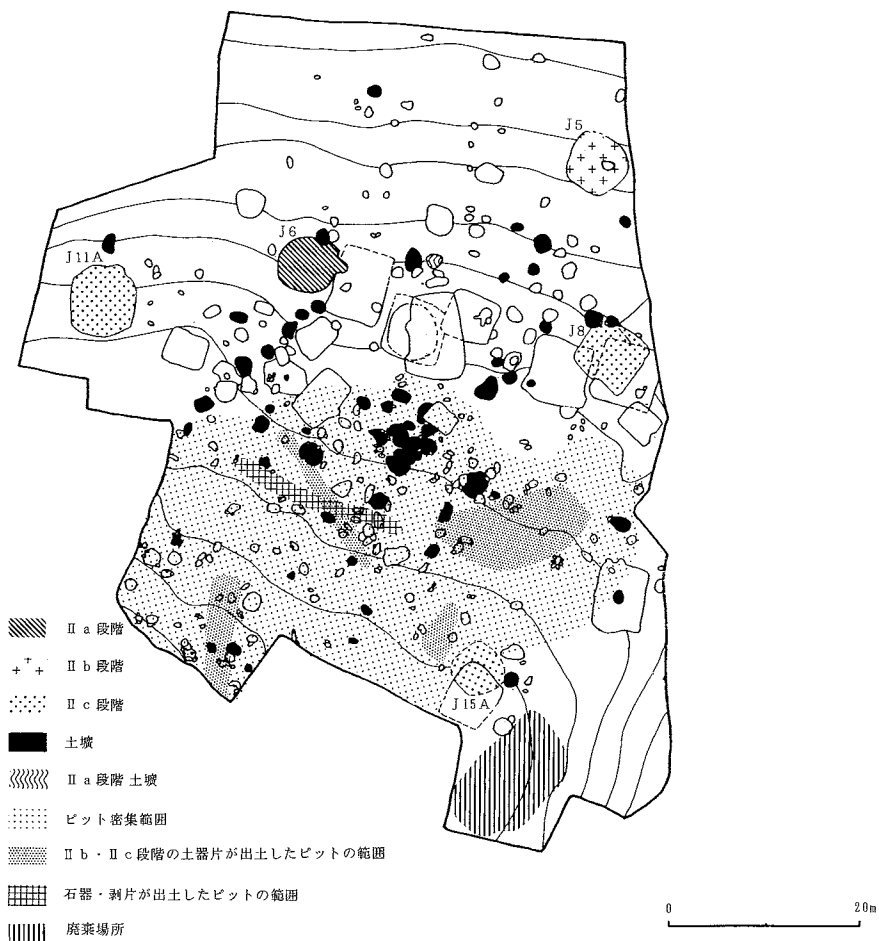 J5
J6
J11A
J8
J15A
Ⅱa段階
Ⅱb段階
Ⅱc段階
土壙
Ⅱa段階 土壙
ピット密集範囲
Ⅱb・Ⅱc段階の土器片が出土したピットの範囲
石器・剥片が出土したピットの範囲
廃棄場所
0 20m